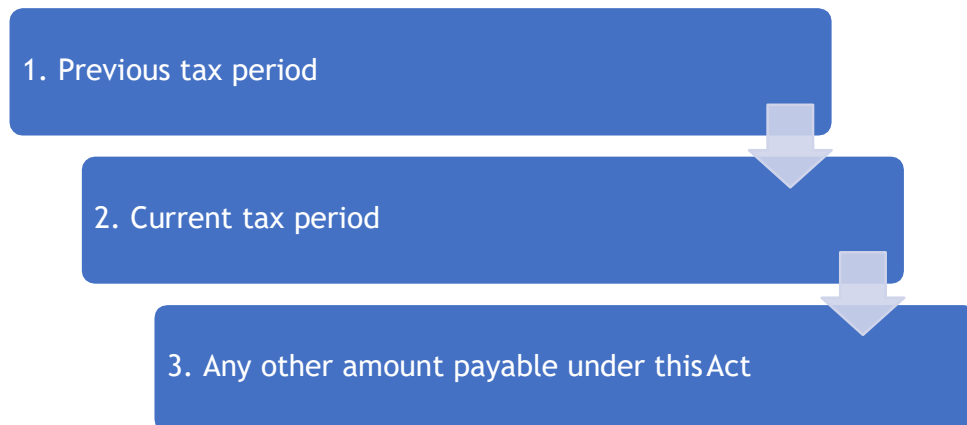 1. Previous tax period
2. Current tax period
3. Any other amount payable under this Act